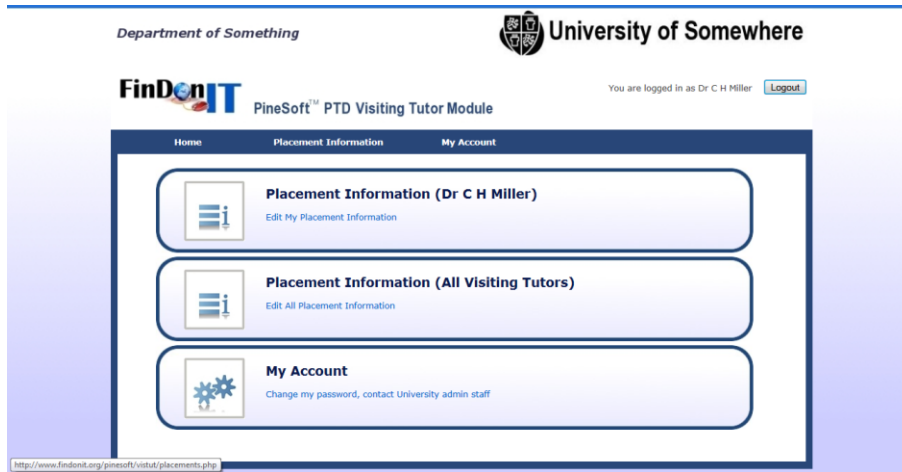 Department of Something
University of Somewhere
FinDonIT
PineSoft™ PTD Visiting Tutor Module
You are logged in as Dr C H Miller Logout
Home Placement Information My Account
Placement Information (Dr C H Miller)
Edit My Placement Information
Placement Information (All Visiting Tutors)
Edit All Placement Information
My Account
Change my password, contact University admin staff
http://www.findonit.org/pinesoft/vistut/placements.php